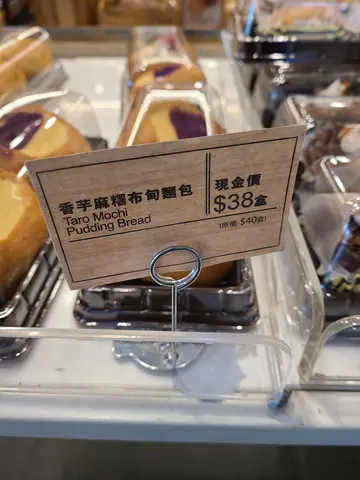 香芋麻糬布甸麵包
Taro Mochi
Pudding Bread
現金價
$38盒
(原價: $40盒)